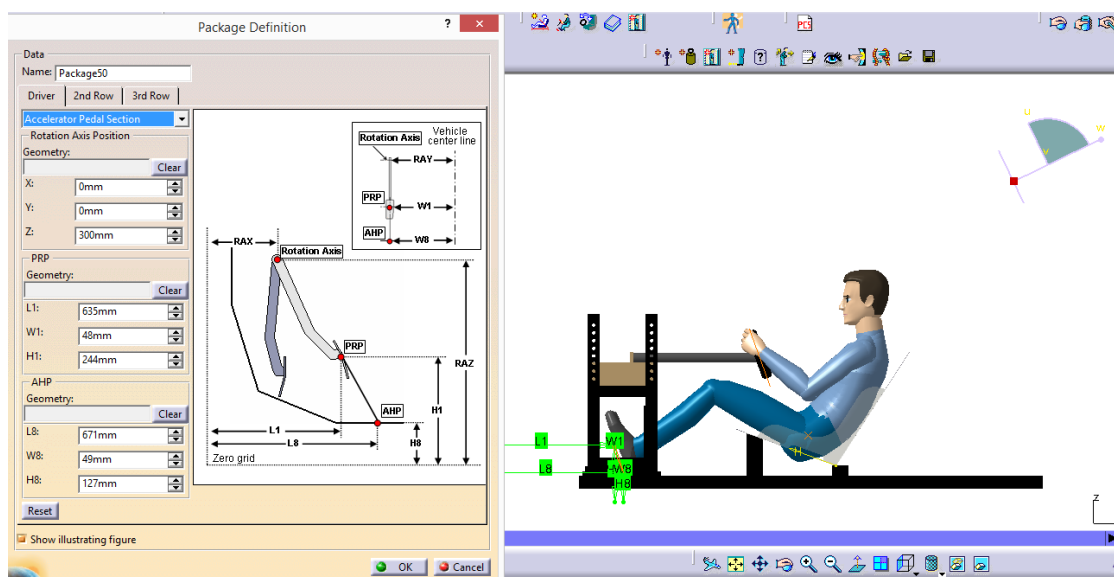 Package Definition
? ×
Data
Name: Package50
Driver 2nd Row 3rd Row
Accelerator Pedal Section
Rotation Axis Position
Geometry:
Clear
X: 0mm
Y: 0mm
Z: 300mm
PRP
Geometry:
Clear
L1: 635mm
W1: 48mm
H1: 244mm
AHP
Geometry:
Clear
L8: 671mm
W8: 49mm
H8: 127mm
Reset
Show illustrating figure
OK Cancel
Rotation Axis
Vehicle
center line
RAY
PRP
W1
AHP
W8
RAX
Rotation Axis
PRP
RAZ
H1
AHP
L1
H8
L8
Zero grid
PCS
U
W
V
L1 W1
H
L8 W8
H8
Z